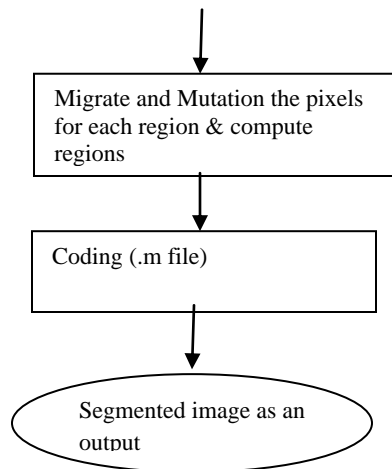 Migrate and Mutation the pixels
for each region & compute
regions
Coding (.m file)
Segmented image as an
output